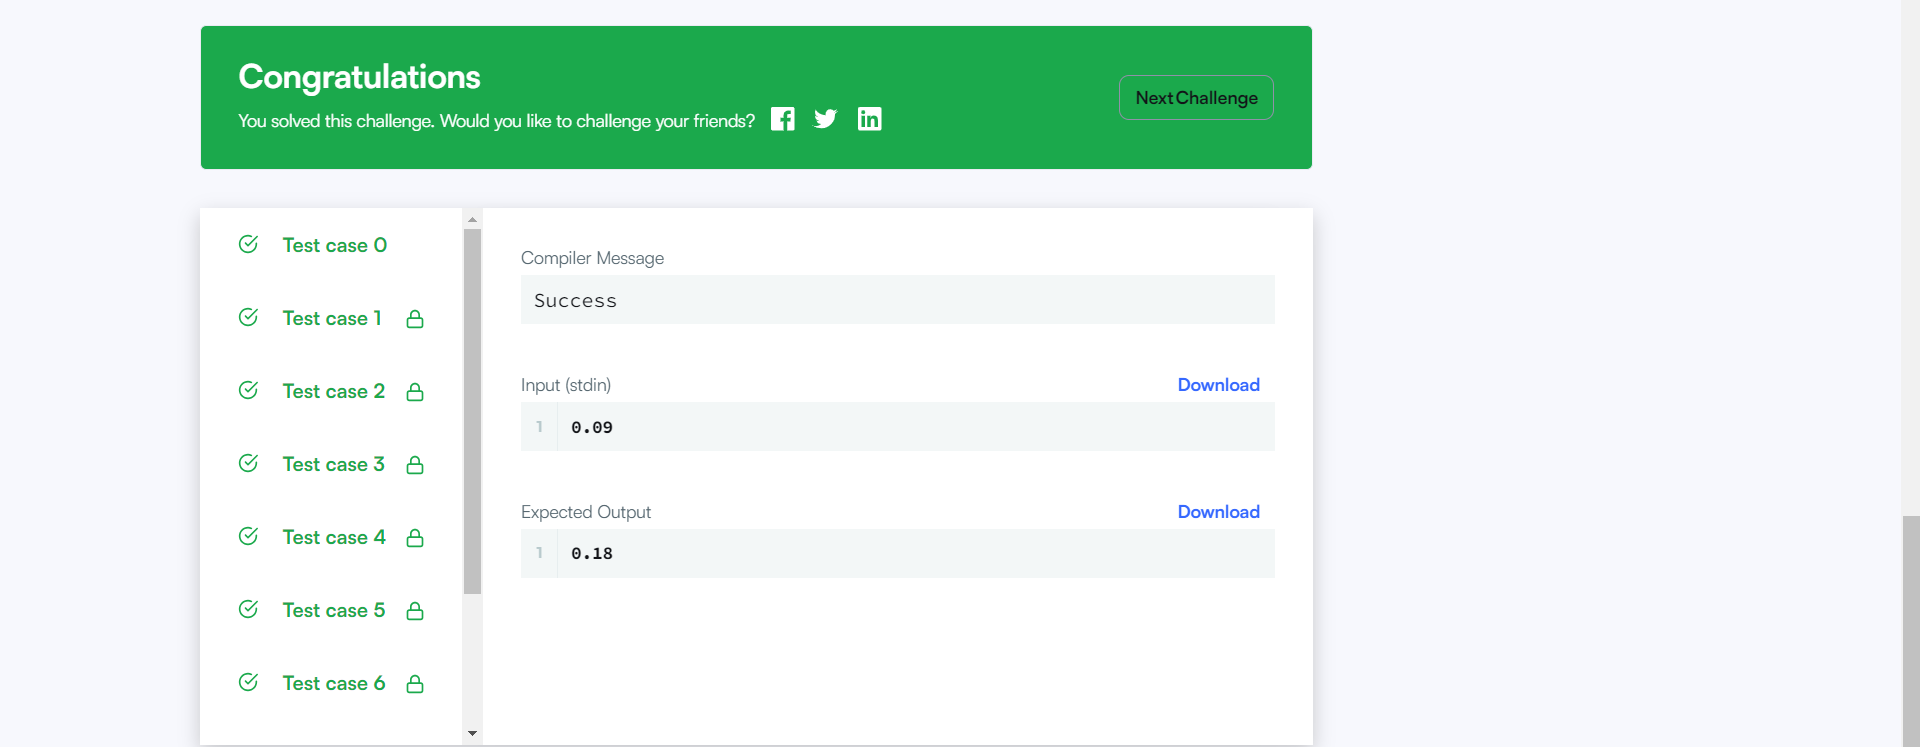 Congratulations
You solved this challenge. Would you like to challenge your friends?
Next Challenge
Test case 0
Test case 1
Test case 2
Test case 3
Test case 4
Test case 5
Test case 6
Compiler Message
Success
Input (stdin)
Download
1 0.09
Expected Output
Download
1 0.18